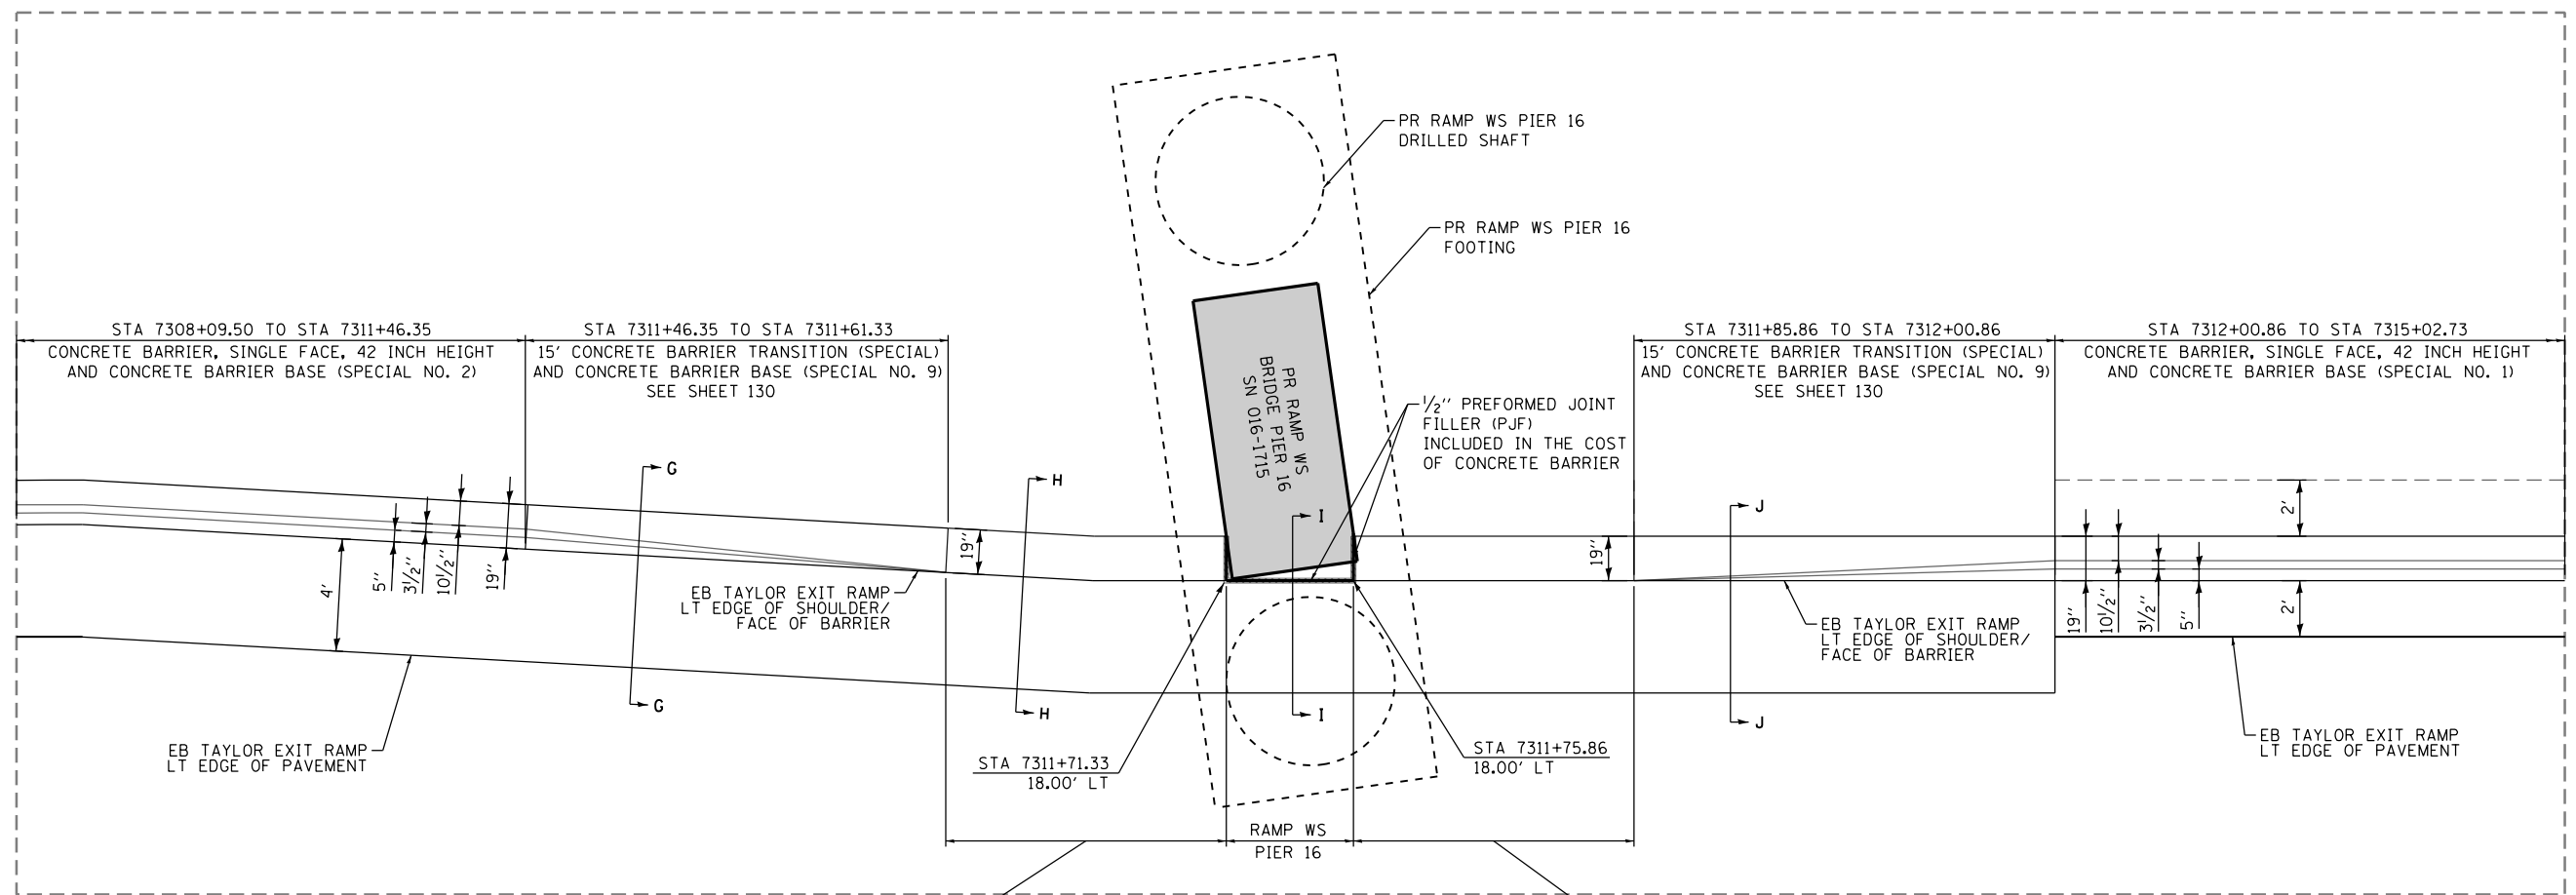 PR RAMP WS PIER 16
DRILLED SHAFT
PR RAMP WS PIER 16
FOOTING
STA 7308+09.50 TO STA 7311+46.35
CONCRETE BARRIER, SINGLE FACE, 42 INCH HEIGHT
AND CONCRETE BARRIER BASE (SPECIAL NO. 2)
STA 7311+46.35 TO STA 7311+61.33
15' CONCRETE BARRIER TRANSITION (SPECIAL)
AND CONCRETE BARRIER BASE (SPECIAL NO. 9)
SEE SHEET 130
PR RAMP WS
BRIDGE PIER 16
SN 016-1715
1/2'' PREFORMED JOINT
FILLER (PJF)
INCLUDED IN THE COST
OF CONCRETE BARRIER
STA 7311+85.86 TO STA 7312+00.86
15' CONCRETE BARRIER TRANSITION (SPECIAL)
AND CONCRETE BARRIER BASE (SPECIAL NO. 9)
SEE SHEET 130
STA 7312+00.86 TO STA 7315+02.73
CONCRETE BARRIER, SINGLE FACE, 42 INCH HEIGHT
AND CONCRETE BARRIER BASE (SPECIAL NO. 1)
G
H
I
J
4'
5''
3 1/2''
10 1/2''
19''
19''
19''
2'
19''
10 1/2''
3 1/2''
5''
2'
EB TAYLOR EXIT RAMP
LT EDGE OF SHOULDER/
FACE OF BARRIER
EB TAYLOR EXIT RAMP
LT EDGE OF SHOULDER/
FACE OF BARRIER
G
H
I
J
EB TAYLOR EXIT RAMP
LT EDGE OF PAVEMENT
STA 7311+71.33
18.00' LT
STA 7311+75.86
18.00' LT
EB TAYLOR EXIT RAMP
LT EDGE OF PAVEMENT
RAMP WS
PIER 16